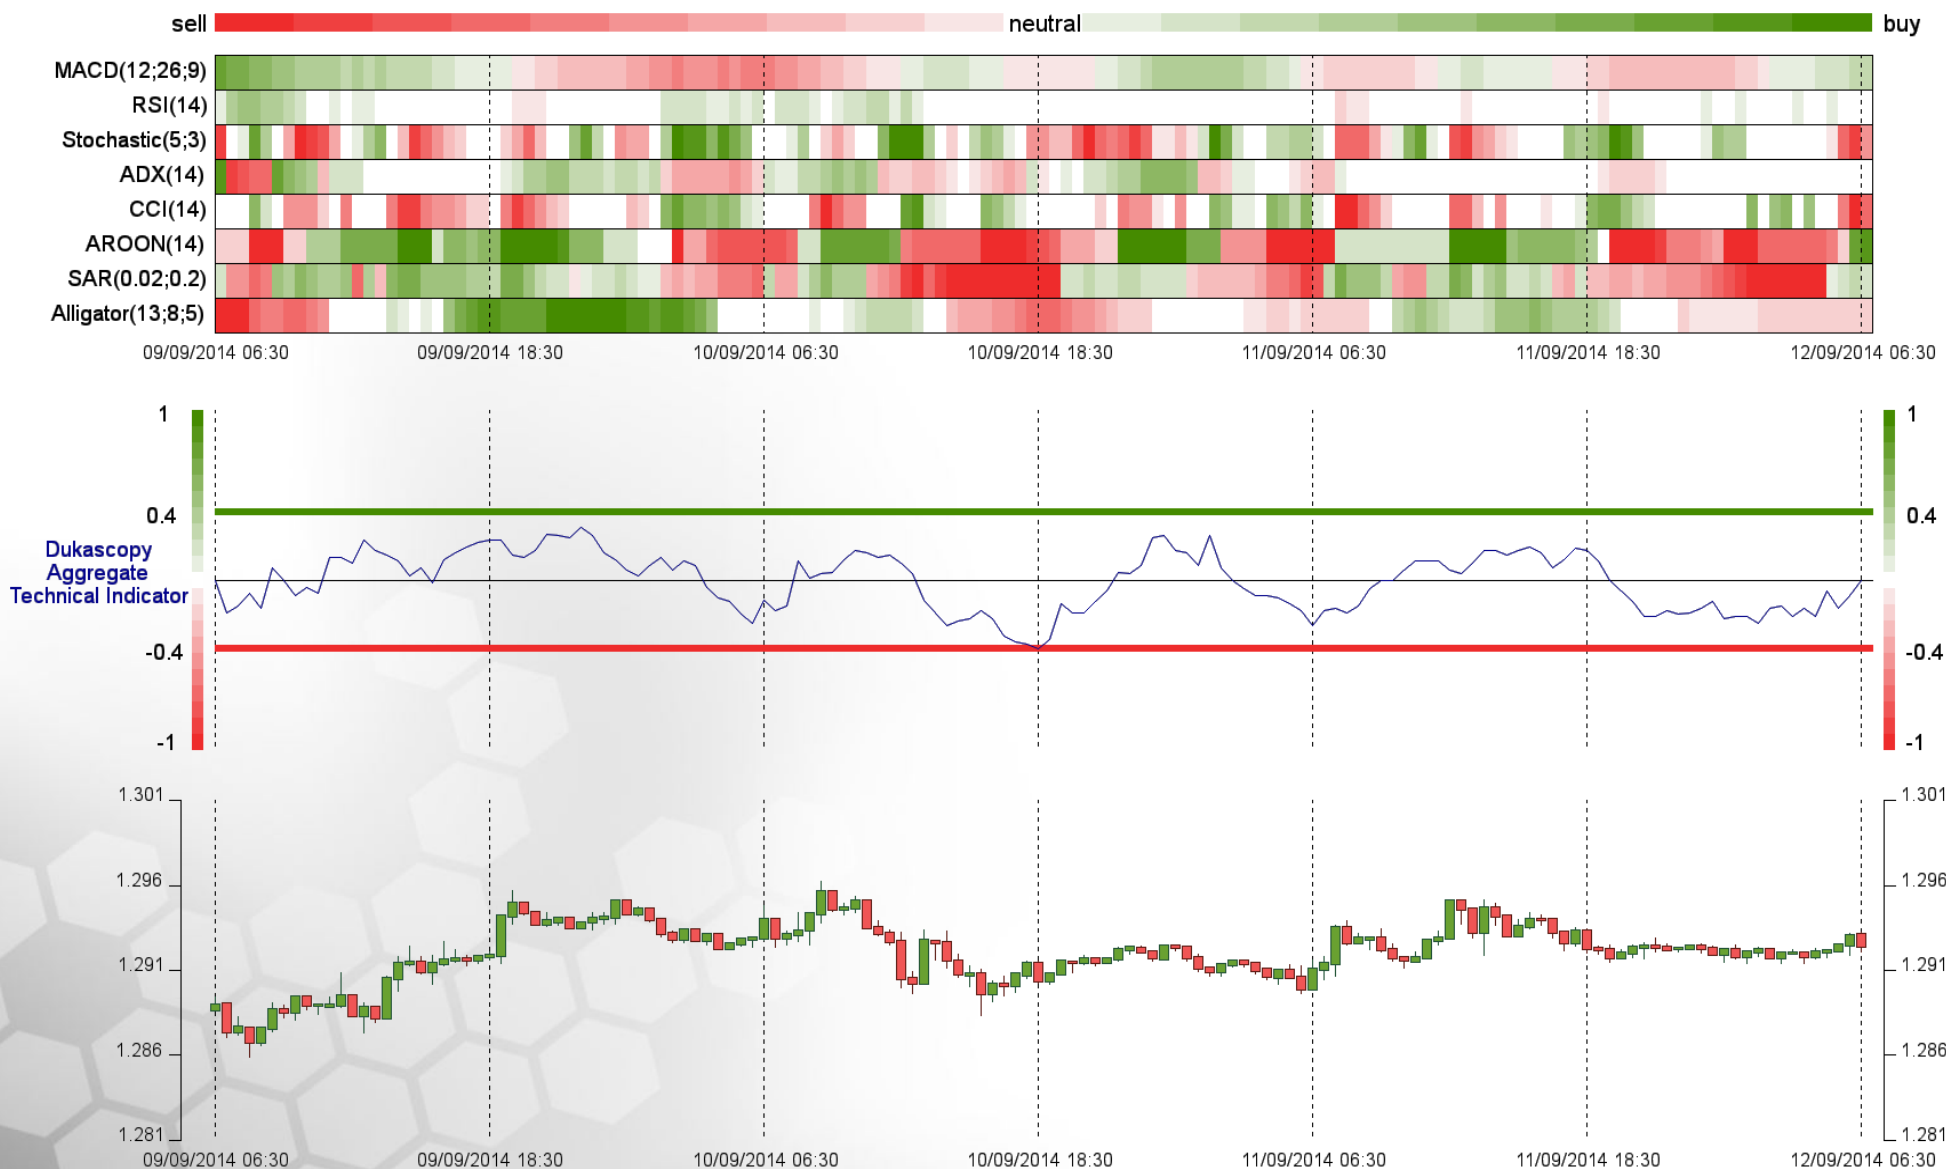 sell neutral buy
MACD(12;26;9)
RSI(14)
Stochastic(5;3)
ADX(14)
CCI(14)
AROON(14)
SAR(0.02;0.2)
Alligator(13;8;5)
09/09/2014 06:30 09/09/2014 18:30 10/09/2014 06:30 10/09/2014 18:30 11/09/2014 06:30 11/09/2014 18:30 12/09/2014 06:30
1 1
0.4 0.4
Dukascopy
Aggregate
Technical Indicator
-0.4 -0.4
-1 -1
1.301 1.301
1.296 1.296
1.291 1.291
1.286 1.286
1.281 1.281
09/09/2014 06:30 09/09/2014 18:30 10/09/2014 06:30 10/09/2014 18:30 11/09/2014 06:30 11/09/2014 18:30 12/09/2014 06:30